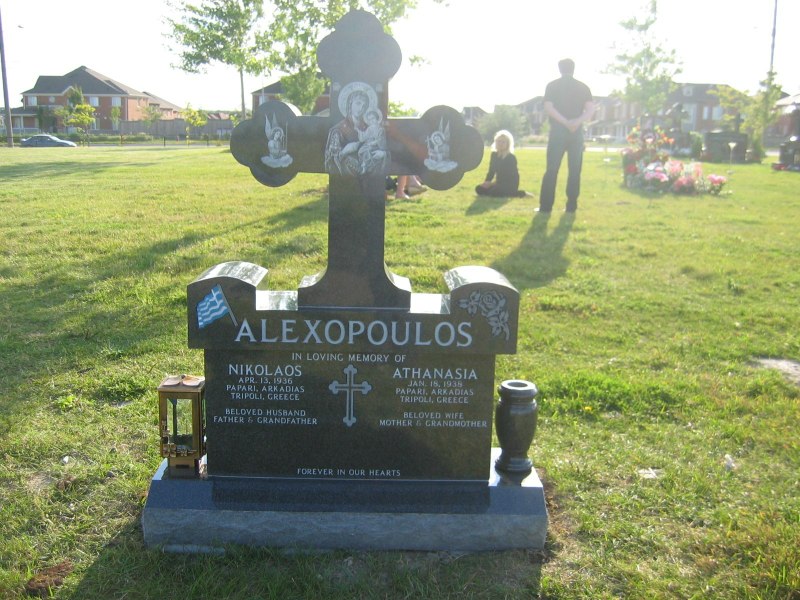 ALEXOPOULOS
IN LOVING MEMORY OF
NIKOLAOS
APR. 13, 1936
PAPARI, ARKADIAS
TRIPOLI, GREECE
BELOVED HUSBAND
FATHER & GRANDFATHER
ATHANASIA
JAN. 18, 1938
PAPARI, ARKADIAS
TRIPOLI, GREECE
BELOVED WIFE
MOTHER & GRANDMOTHER
FOREVER IN OUR HEARTS